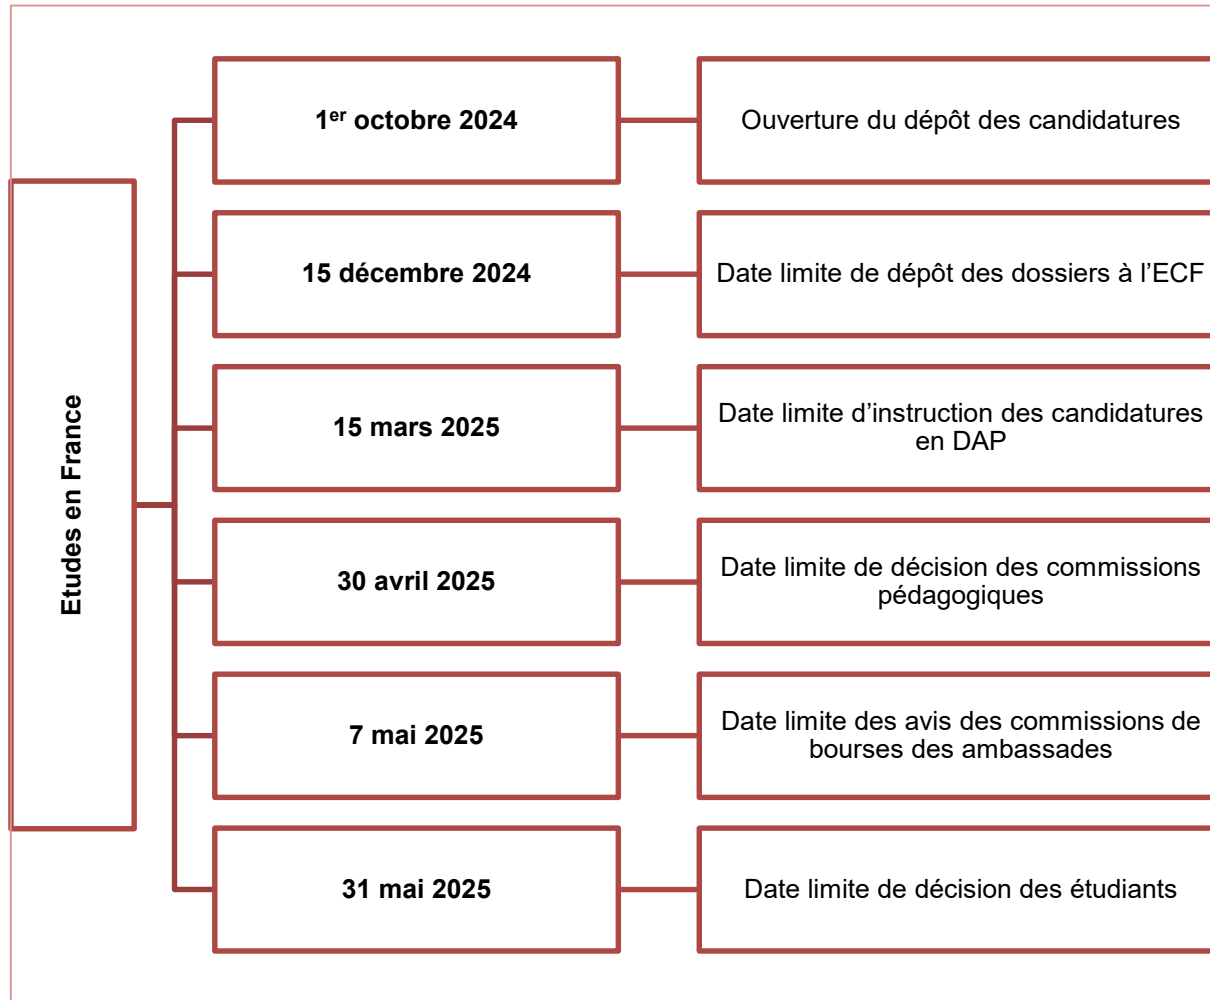 Etudes en France
1er octobre 2024
Ouverture du dépôt des candidatures
15 décembre 2024
Date limite de dépôt des dossiers à l’ECF
15 mars 2025
Date limite d’instruction des candidatures
en DAP
30 avril 2025
Date limite de décision des commissions
pédagogiques
7 mai 2025
Date limite des avis des commissions de
bourses des ambassades
31 mai 2025
Date limite de décision des étudiants